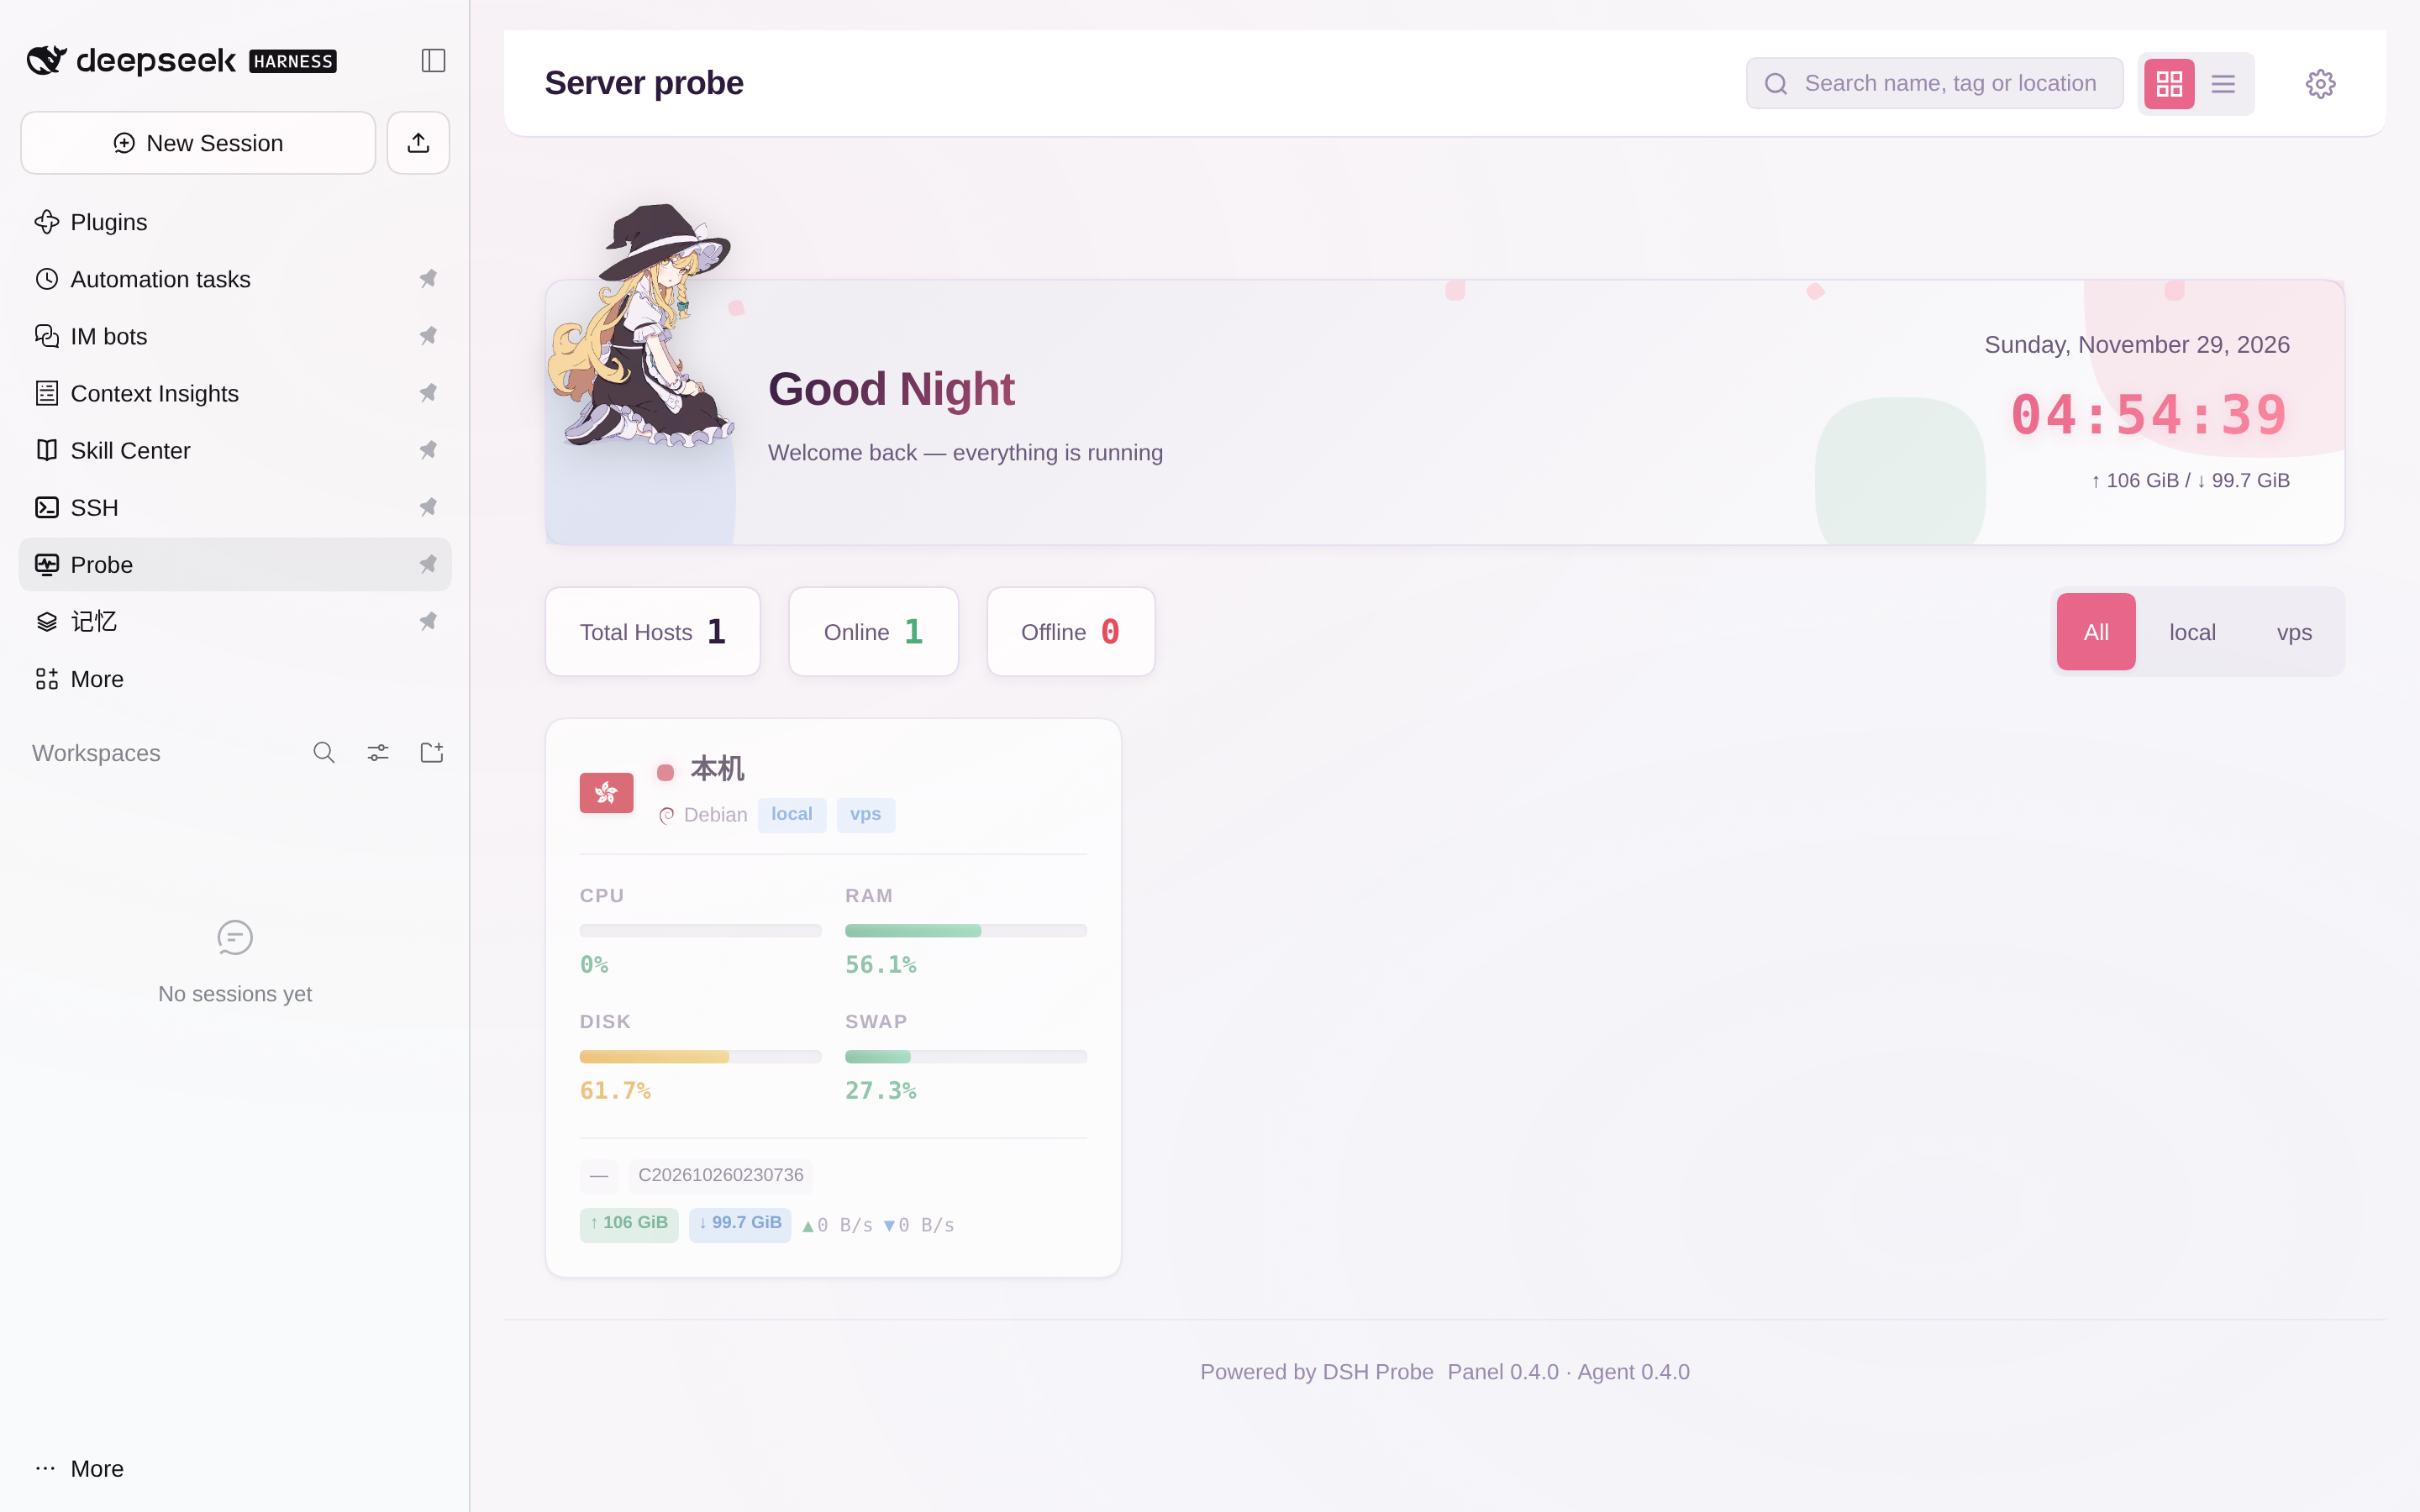 deepseek HARNESS
New Session
Plugins
Automation tasks
IM bots
Context Insights
Skill Center
SSH
Probe
记忆
More
Workspaces
No sessions yet
More
Server probe
Search name, tag or location
Good Night
Welcome back — everything is running
Sunday, November 29, 2026
04:54:39
↑ 106 GiB / ↓ 99.7 GiB
Total Hosts 1
Online 1
Offline 0
All local vps
本机
Debian local vps
CPU RAM
0% 56.1%
DISK SWAP
61.7% 27.3%
— C202610260230736
↑ 106 GiB ↓ 99.7 GiB ▲0 B/s ▼0 B/s
Powered by DSH Probe Panel 0.4.0 · Agent 0.4.0